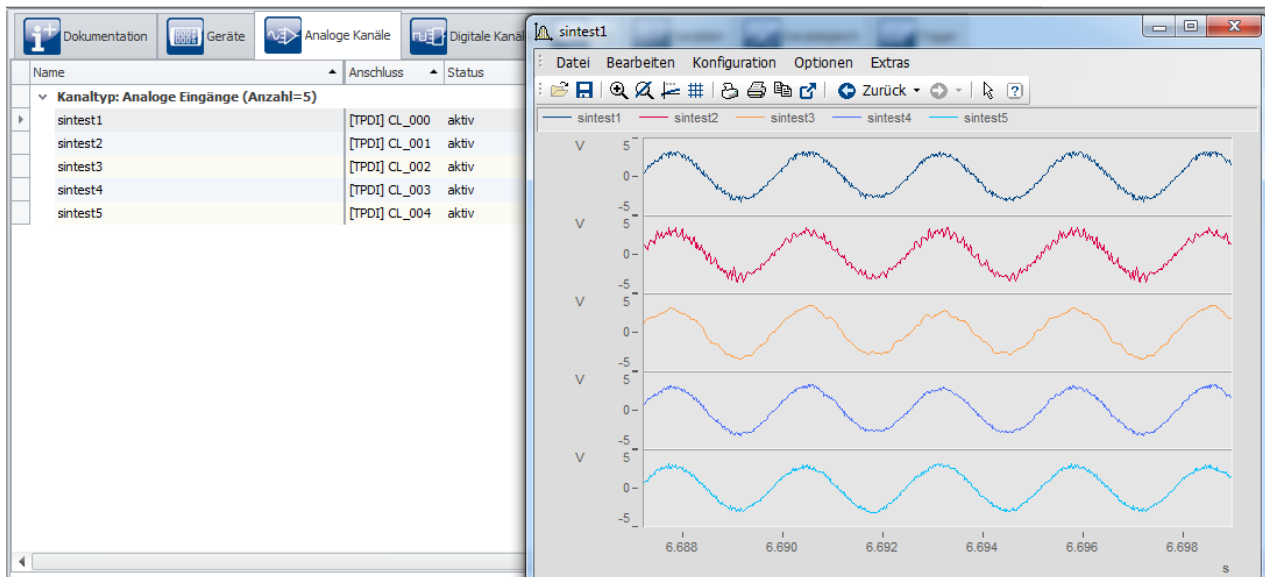 Dokumentation Geräte Analoge Kanäle Digitale Kanäl
Name Anschluss Status
Kanaltyp: Analoge Eingänge (Anzahl=5)
sintest1 [TPDI] CL_000 aktiv
sintest2 [TPDI] CL_001 aktiv
sintest3 [TPDI] CL_002 aktiv
sintest4 [TPDI] CL_003 aktiv
sintest5 [TPDI] CL_004 aktiv
sintest1
Datei Bearbeiten Konfiguration Optionen Extras
Zurück
sintest1 sintest2 sintest3 sintest4 sintest5
V 5
0
-5
V 5
0
-5
V 5
0
-5
V 5
0
-5
V 5
0
-5
6.688 6.690 6.692 6.694 6.696 6.698
s